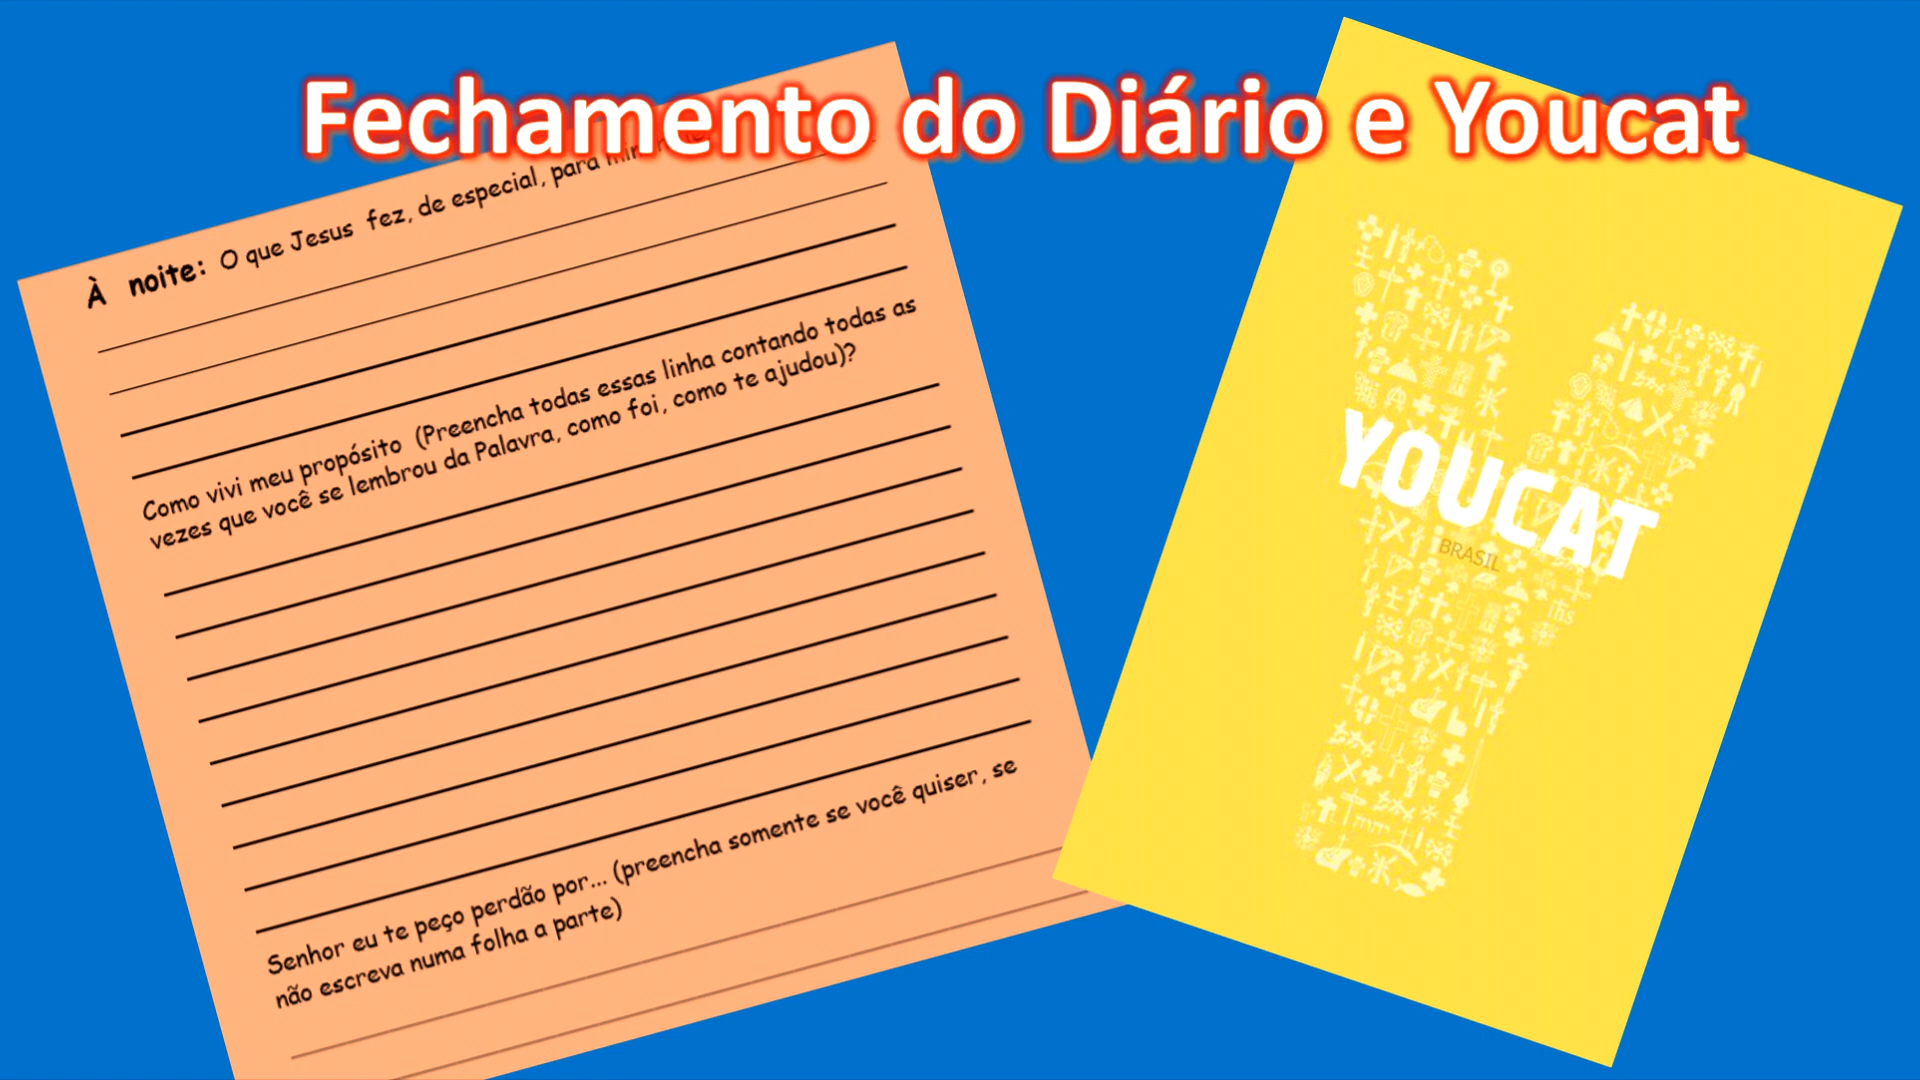 Fechamento do Diário e Youcat
À noite: O que Jesus fez, de especial, para
Como vivi meu propósito (Preencha todas essas linha contando todas as
vezes que você se lembrou da Palavra, como foi, como te ajudou)?
Senhor eu te peço perdão por... (preencha somente se você quiser, se
não escreva numa folha a parte)
YOUCAT
BRASIL